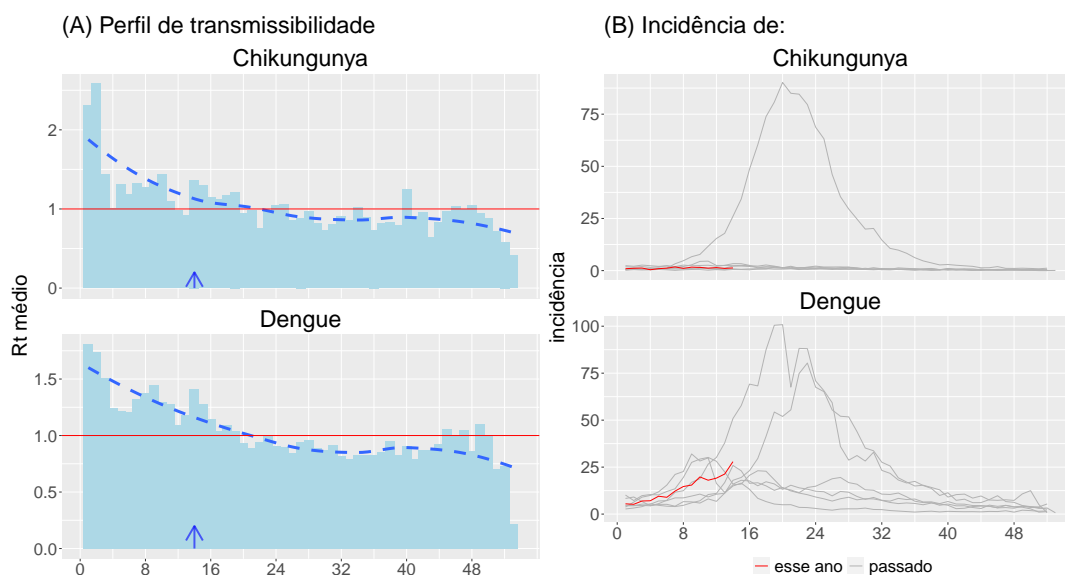 (A) Perfil de transmissibilidade
Chikungunya
2
1
0
Dengue
1.5
1.0
0.5
0.0
0 8 16 24 32 40 48
Rt médio
(B) Incidência de:
Chikungunya
75
50
25
0
Dengue
100
75
50
25
0
0 8 16 24 32 40 48
incidência
esse ano passado